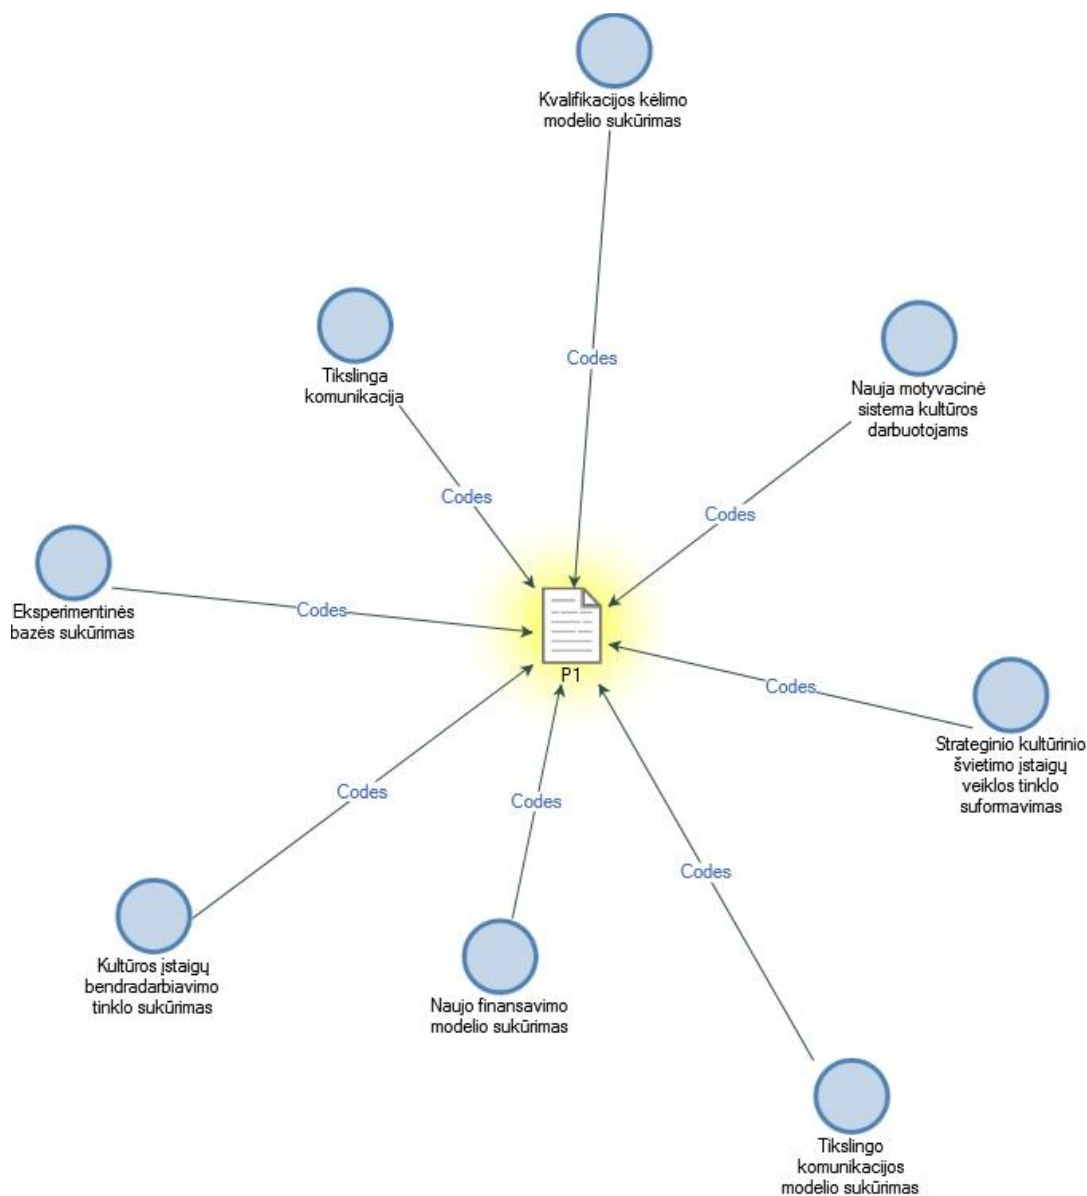 Kvalifikacijos kėlimo
modelio sukūrimas
Tikslinga
komunikacija
Codes
Nauja motyvacinė
sistema kultūros
darbuotojams
Codes
Codes
Eksperimentinės
bazės sukūrimas
Codes
P1
Codes
Strateginio kultūrinio
švietimo įstaigų
veiklos tinklo
suformavimas
Codes
Codes
Codes
Kultūros įstaigų
bendradarbiavimo
tinklo sukūrimas
Naujo finansavimo
modelio sukūrimas
Tikslingo
komunikacijos
modelio sukūrimas